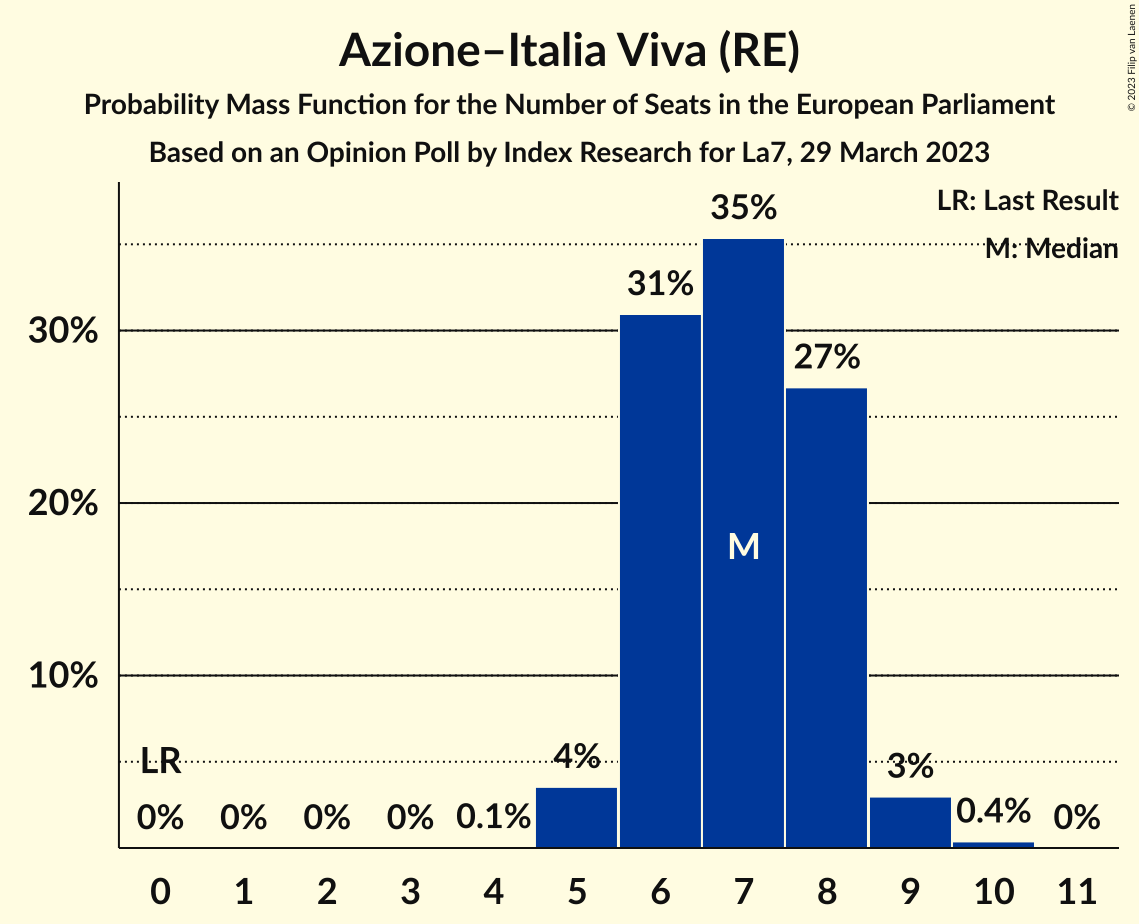 Azione–Italia Viva (RE)
Probability Mass Function for the Number of Seats in the European Parliament
Based on an Opinion Poll by Index Research for La7, 29 March 2023
© 2023 Filip van Laenen
LR: Last Result
M: Median
35%
31%
30%
27%
20%
M
10%
LR
4%
3%
0%
0%
0%
0%
0.1%
0.4%
0%
0 1 2 3 4 5 6 7 8 9 10 11